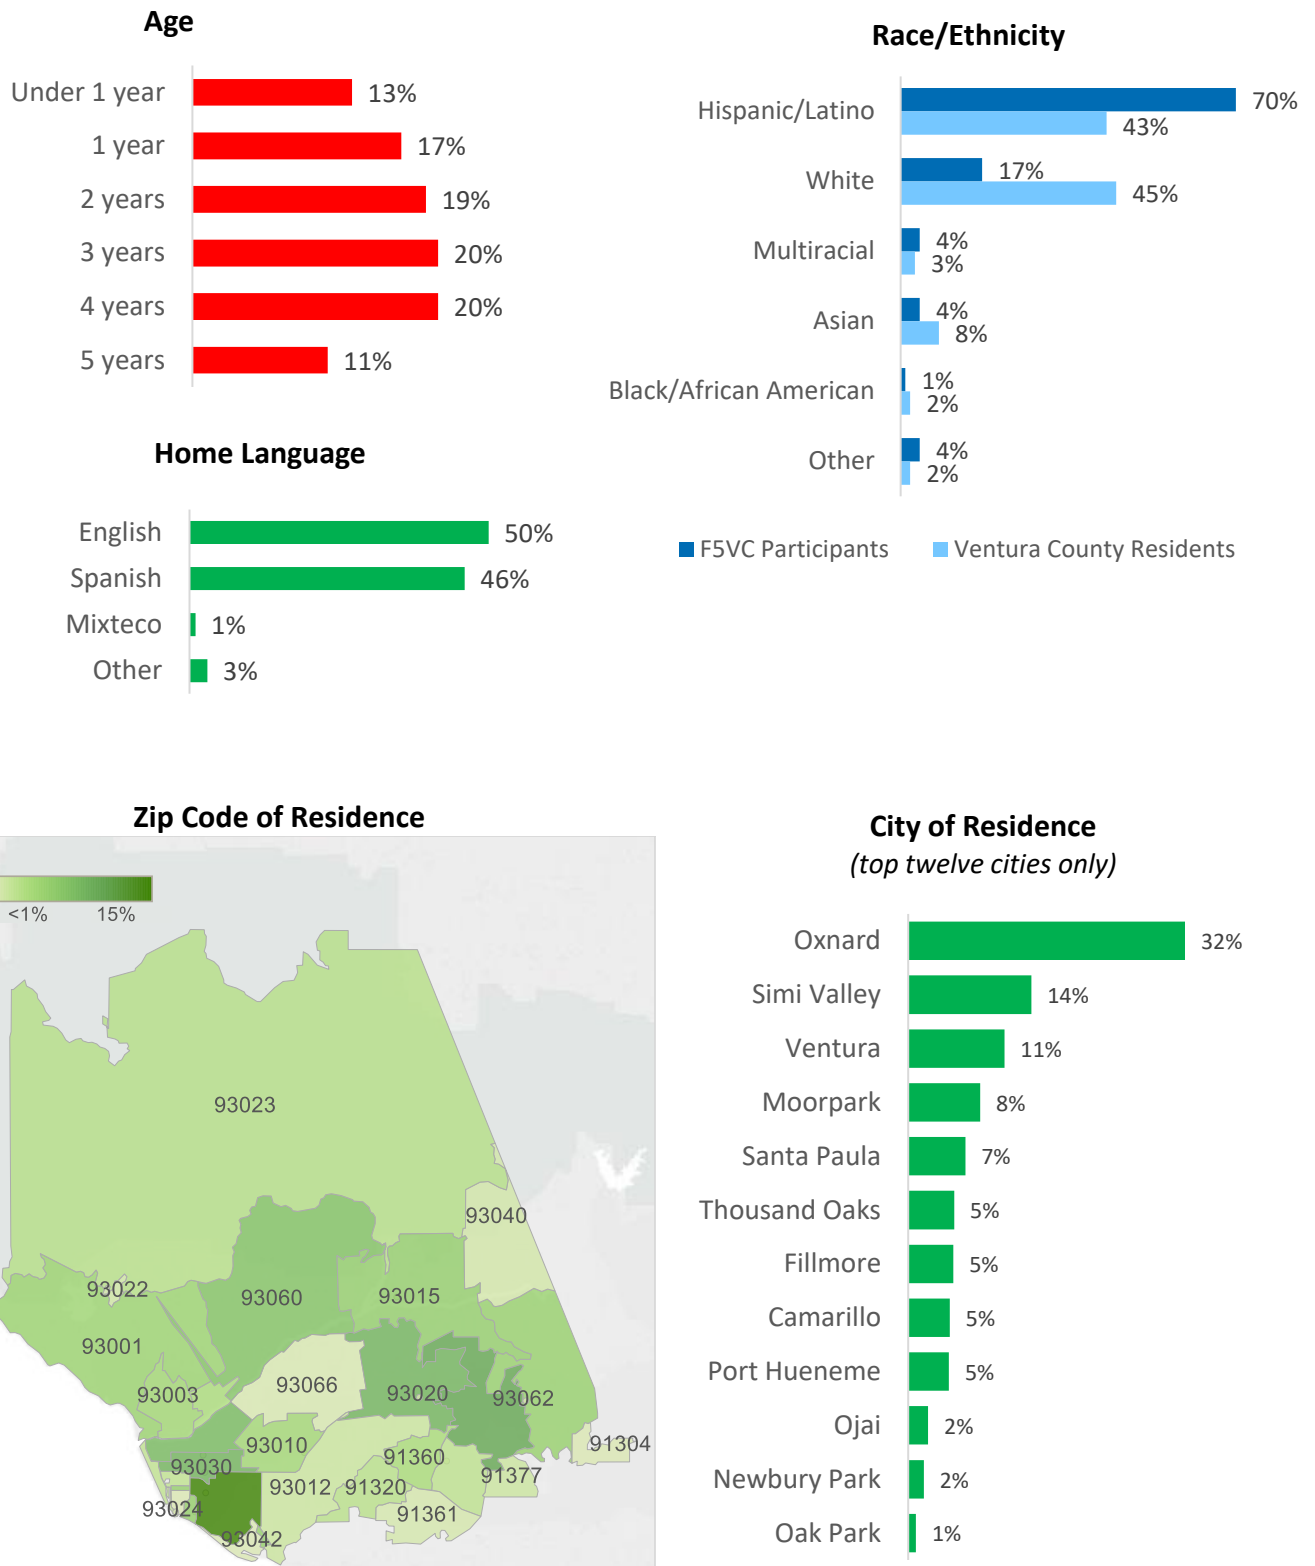 Age
Under 1 year 13%
1 year 17%
2 years 19%
3 years 20%
4 years 20%
5 years 11%
Race/Ethnicity
Hispanic/Latino 70%
43%
White 17%
45%
Multiracial 4%
3%
Asian 4%
8%
Black/African American 1%
2%
Other 4%
2%
F5VC Participants Ventura County Residents
Home Language
English 50%
Spanish 46%
Mixteco 1%
Other 3%
Zip Code of Residence
<1% 15%
93023
93040
93022
93060
93015
93001
93003
93066
93020
93062
93010
91304
93030
91360
91377
93012
91320
93024
91361
93042
City of Residence
(top twelve cities only)
Oxnard 32%
Simi Valley 14%
Ventura 11%
Moorpark 8%
Santa Paula 7%
Thousand Oaks 5%
Fillmore 5%
Camarillo 5%
Port Hueneme 5%
Ojai 2%
Newbury Park 2%
Oak Park 1%